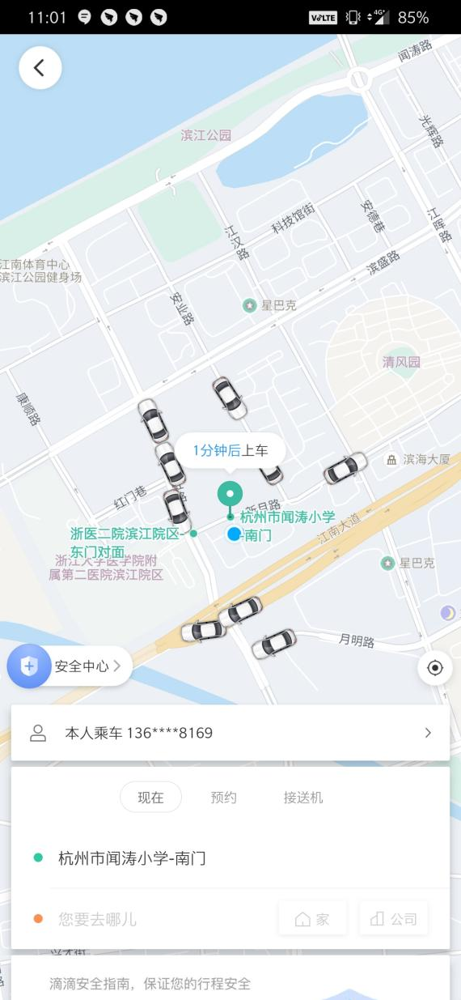 11:01
VoLTE
4G+
85%
闻涛路
滨江公园
光辉路
安德巷
江晖路
科技馆街
江汉路
滨盛路
江南体育中心
滨江公园健身场
星巴克
安业路
清风园
康顺路
1分钟后上车
滨海大厦
红门巷
新月路
杭州市闻涛小学
-南门
江南大道
浙医二院滨江院区-
东门对面
浙江大学医学院附
属第二医院滨江院区
星巴克
月明路
安全中心
本人乘车 136****8169
现在
预约
接送机
杭州市闻涛小学-南门
您要去哪儿
家
公司
滴滴安全指南，保证您的行程安全